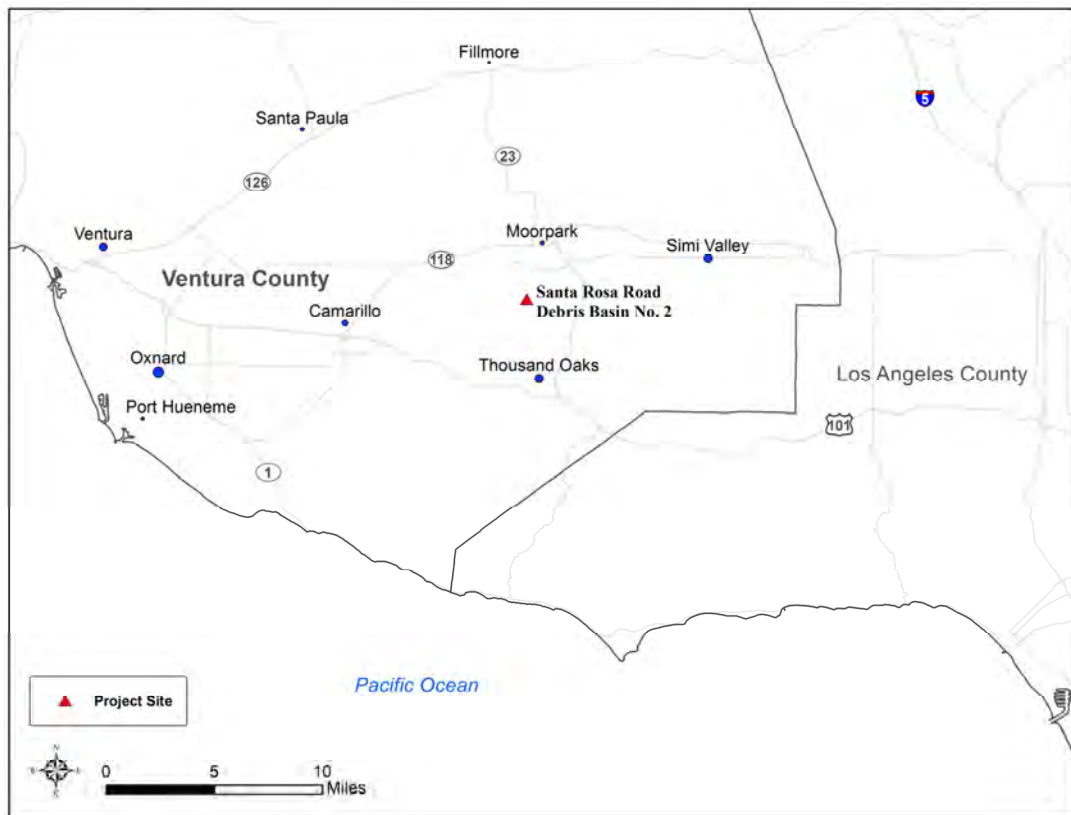 Fillmore
5
Santa Paula
23
126
Ventura
Moorpark
Simi Valley
118
Ventura County
Santa Rosa Road
Debris Basin No. 2
Camarillo
Oxnard
Thousand Oaks
Los Angeles County
Port Hueneme
101
1
Pacific Ocean
Project Site
N
0 5 10
Miles